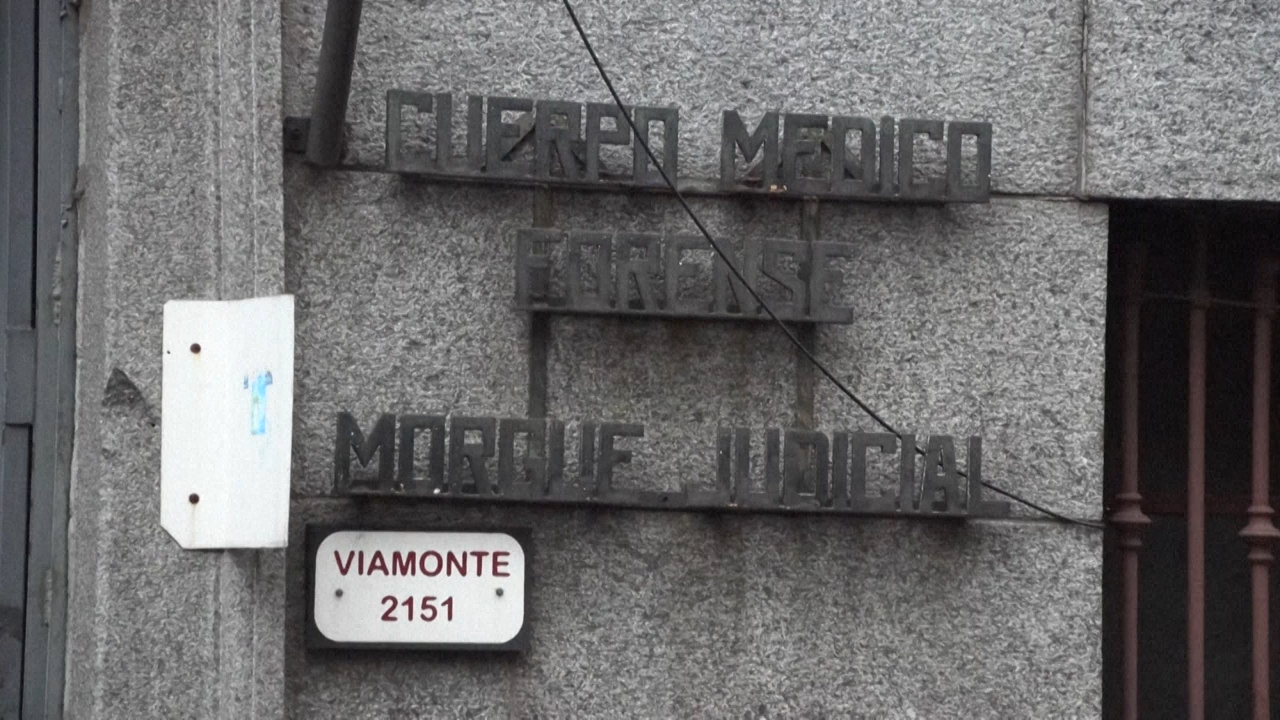 CUERPO MEDICO
FORENSE
MORGUE JUDICIAL
VIAMONTE
2151